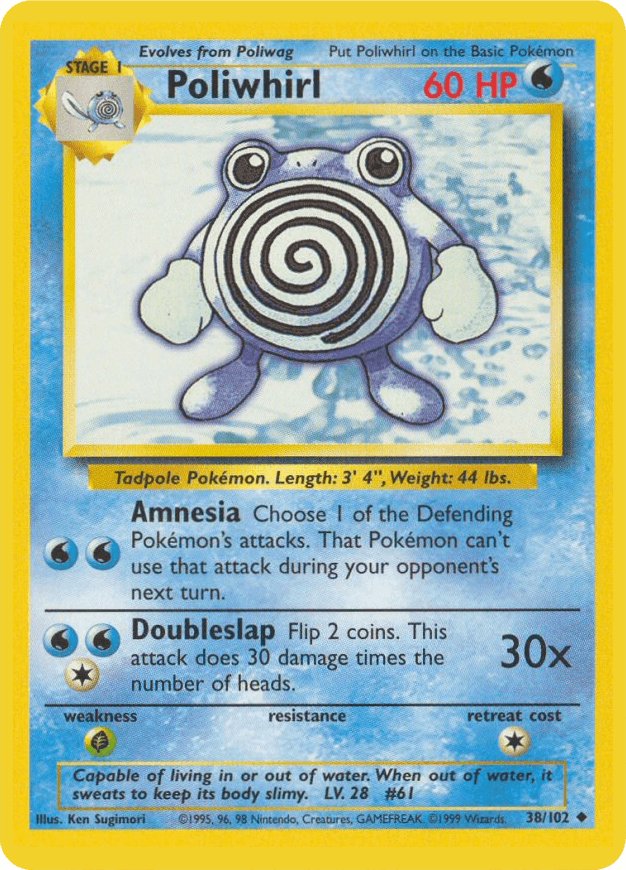 Evolves from Poliwag Put Poliwhirl on the Basic Pokémon
STAGE 1
Poliwhirl 60 HP
Tadpole Pokémon. Length: 3' 4", Weight: 44 lbs.
Amnesia Choose 1 of the Defending
Pokémon's attacks. That Pokémon can't
use that attack during your opponent's
next turn.
Doubleslap Flip 2 coins. This
attack does 30 damage times the
number of heads.
30x
weakness resistance retreat cost
Capable of living in or out of water. When out of water, it
sweats to keep its body slimy. LV. 28 #61
Illus. Ken Sugimori ©1995, 96, 98 Nintendo, Creatures, GAMEFREAK. ©1999 Wizards. 38/102